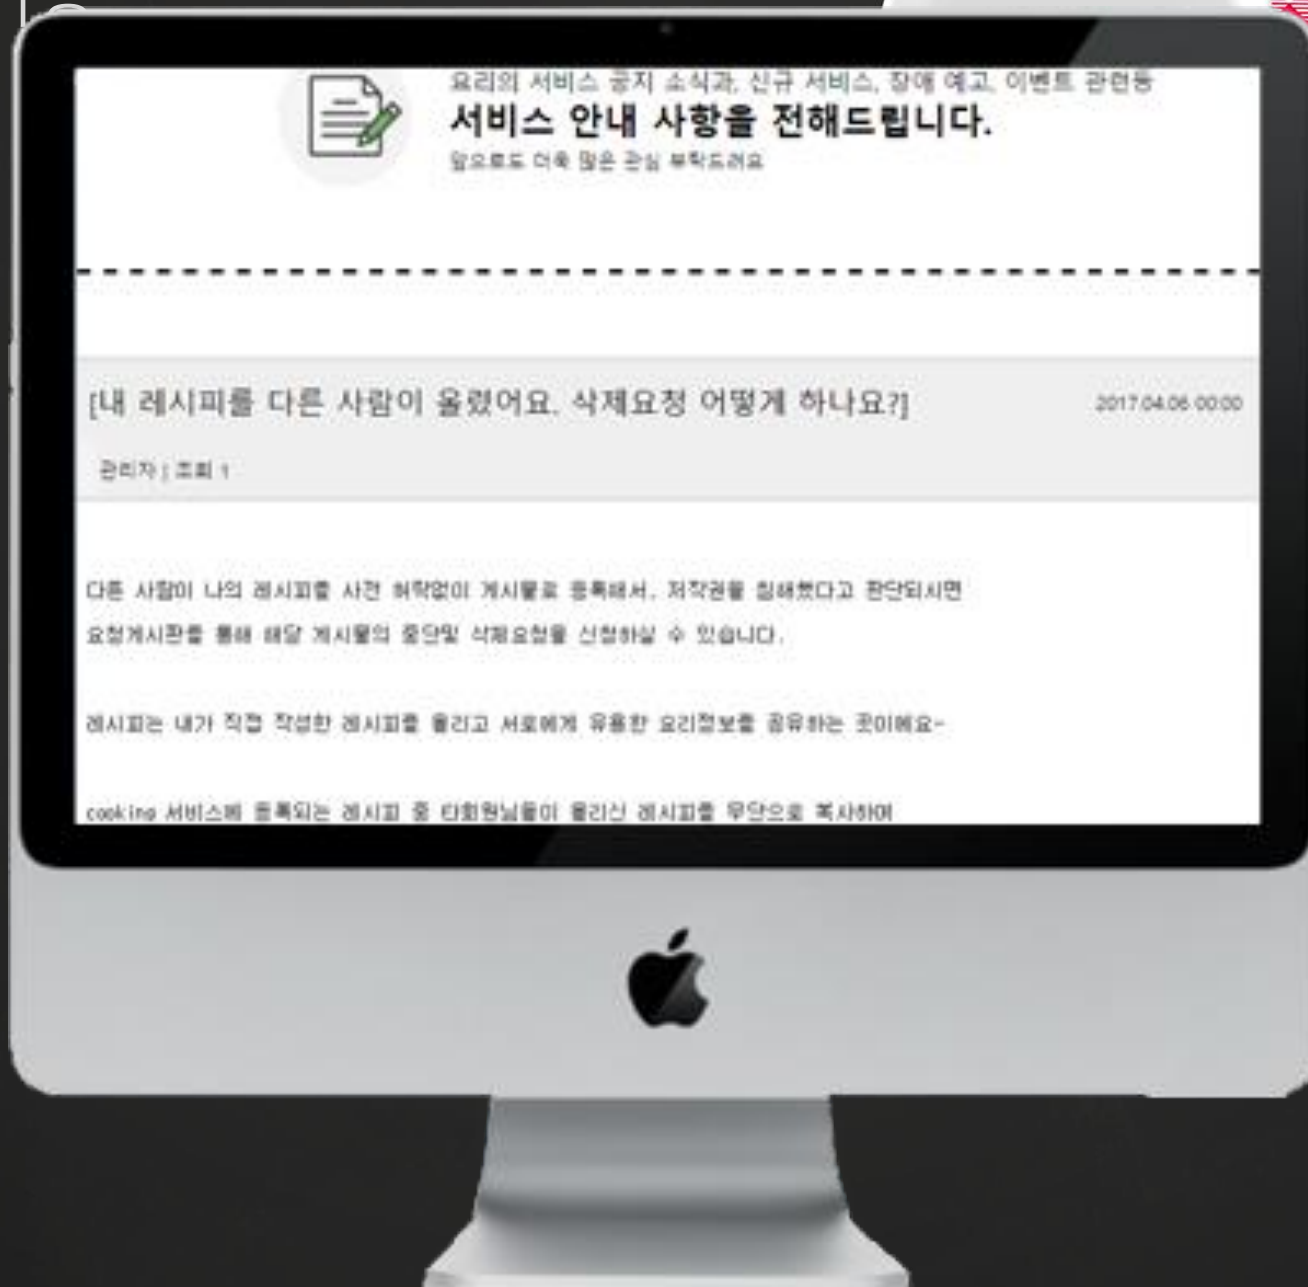 요리의 서비스 공지 소식과, 신규 서비스, 장애 예고, 이벤트 관련등
서비스 안내 사항을 전해드립니다.
앞으로도 더욱 많은 관심 부탁드려요
[내 레시피를 다른 사람이 올렸어요. 삭제요청 어떻게 하나요?]
2017.04.06 00:00
관리자 | 조회 1
다른 사람이 나의 레시피를 사전 허락없이 게시물로 등록해서, 저작권을 침해했다고 판단되시면
요청게시판를 통해 해당 게시물의 중단및 삭제요청을 신청하실 수 있습니다.
레시피는 내가 직접 작성한 레시피를 올리고 서로에게 유용한 요리정보를 공유하는 곳이에요~
cooking 서비스에 등록되는 레시피 중 타회원님들이 올리신 레시피를 무단으로 복사하여